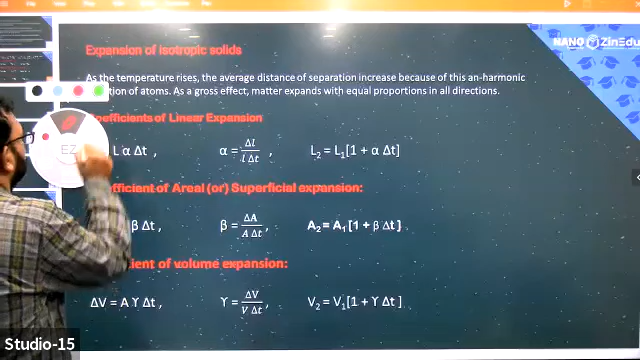 Expansion of isotropic solids
NANO ZinEdu
As the temperature rises, the average distance of separation increase because of this an-harmonic
of atoms. As a gross effect, matter expands with equal proportions in all directions.
oefficients of Linear Expansion
EZ
L α Δt , α = Δl / l Δt , L₂ = L₁[1 + α Δt]
efficient of Areal (or) Superficial expansion:
β Δt, β = ΔA / A Δt , A₂ = A₁ [1 + β Δt]
ient of volume expansion:
ΔV = A ϒ Δt , ϒ = ΔV / V Δt , V₂ = V₁[1 + ϒ Δt ]
Studio-15